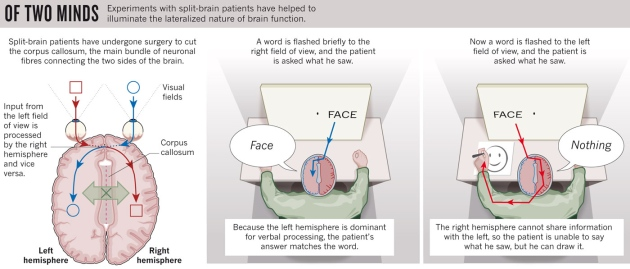 OF TWO MINDS
Experiments with split-brain patients have helped to
illuminate the lateralized nature of brain function.
Split-brain patients have undergone surgery to cut
the corpus callosum, the main bundle of neuronal
fibres connecting the two sides of the brain.
Visual
fields
Input from
the left field
of view is
processed
by the right
hemisphere
and vice
versa.
Corpus
callosum
Left
hemisphere
Right
hemisphere
A word is flashed briefly to the
right field of view, and the patient
is asked what he saw.
FACE
Face
Because the left hemisphere is dominant
for verbal processing, the patient's
answer matches the word.
Now a word is flashed to the left
field of view, and the patient is
asked what he saw.
FACE
Nothing
The right hemisphere cannot share information
with the left, so the patient is unable to say
what he saw, but he can draw it.